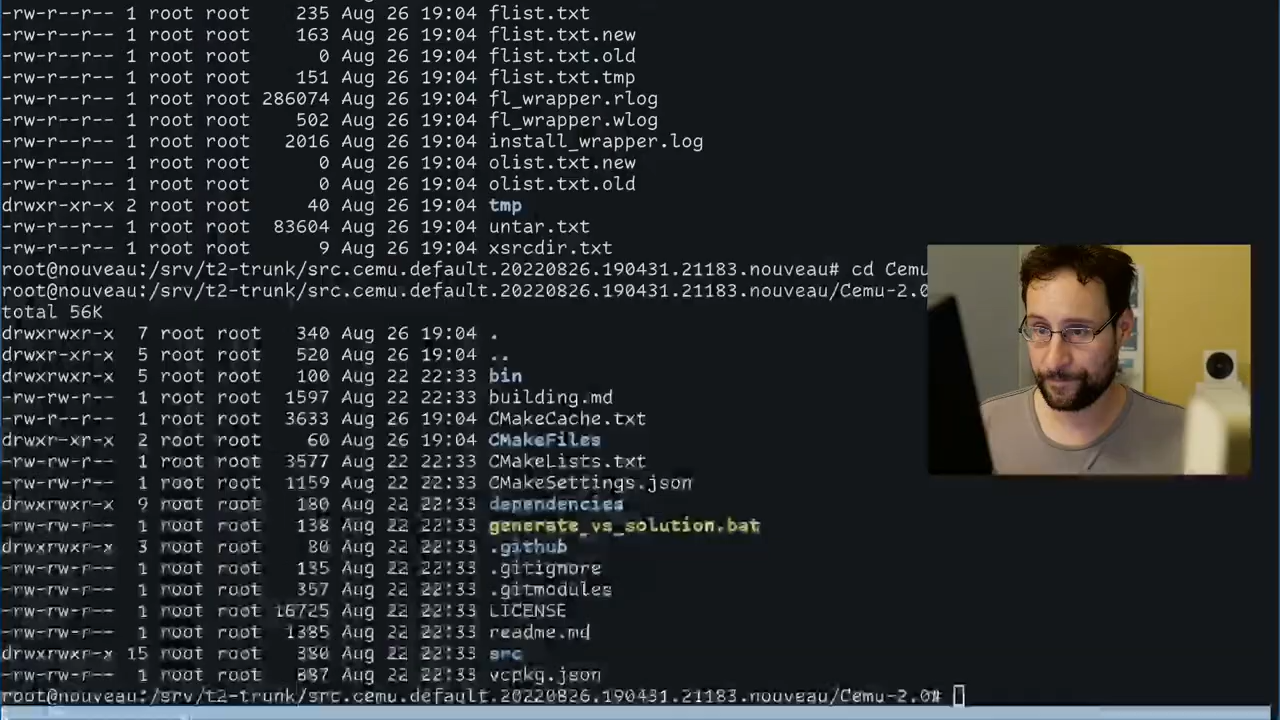 -rw-r--r-- 1 root root 235 Aug 26 19:04 flist.txt
-rw-r--r-- 1 root root 163 Aug 26 19:04 flist.txt.new
-rw-r--r-- 1 root root 0 Aug 26 19:04 flist.txt.old
-rw-r--r-- 1 root root 151 Aug 26 19:04 flist.txt.tmp
-rw-r--r-- 1 root root 286074 Aug 26 19:04 fl_wrapper.rlog
-rw-r--r-- 1 root root 502 Aug 26 19:04 fl_wrapper.wlog
-rw-r--r-- 1 root root 2016 Aug 26 19:04 install_wrapper.log
-rw-r--r-- 1 root root 0 Aug 26 19:04 olist.txt.new
-rw-r--r-- 1 root root 0 Aug 26 19:04 olist.txt.old
drwxr-xr-x 2 root root 40 Aug 26 19:04 tmp
-rw-r--r-- 1 root root 83604 Aug 26 19:04 untar.txt
-rw-r--r-- 1 root root 9 Aug 26 19:04 xsrcdir.txt
root@nouveau:/srv/t2-trunk/src.cemu.default.20220826.190431.21183.nouveau# cd Cemu
root@nouveau:/srv/t2-trunk/src.cemu.default.20220826.190431.21183.nouveau/Cemu-2.0
total 56K
drwxrwxr-x 7 root root 340 Aug 26 19:04 .
drwxr-xr-x 5 root root 520 Aug 26 19:04 ..
drwxrwxr-x 5 root root 100 Aug 22 22:33 bin
-rw-rw-r-- 1 root root 1597 Aug 22 22:33 building.md
-rw-r--r-- 1 root root 3633 Aug 26 19:04 CMakeCache.txt
drwxr-xr-x 2 root root 60 Aug 26 19:04 CMakeFiles
-rw-rw-r-- 1 root root 3577 Aug 22 22:33 CMakeLists.txt
-rw-rw-r-- 1 root root 1159 Aug 22 22:33 CMakeSettings.json
drwxrwxr-x 9 root root 180 Aug 22 22:33 dependencies
-rw-rw-r-- 1 root root 138 Aug 22 22:33 generate_vs_solution.bat
drwxrwxr-x 3 root root 80 Aug 22 22:33 .github
-rw-rw-r-- 1 root root 135 Aug 22 22:33 .gitignore
-rw-rw-r-- 1 root root 357 Aug 22 22:33 .gitmodules
-rw-rw-r-- 1 root root 16725 Aug 22 22:33 LICENSE
-rw-rw-r-- 1 root root 1385 Aug 22 22:33 readme.md
drwxrwxr-x 15 root root 380 Aug 22 22:33 src
-rw-rw-r-- 1 root root 887 Aug 22 22:33 vcpkg.json
root@nouveau:/srv/t2-trunk/src.cemu.default.20220826.190431.21183.nouveau/Cemu-2.0#